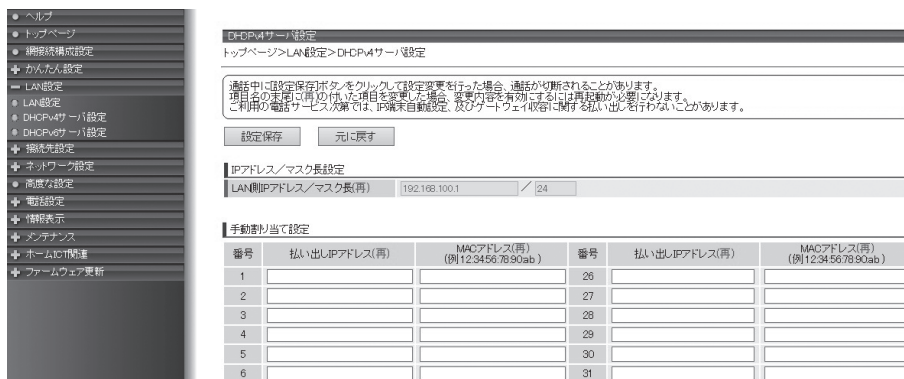 ヘルプ
トップページ
網接続構成設定
かんたん設定
LAN設定
LAN設定
DHCPv4サーバ設定
DHCPv6サーバ設定
接続先設定
ネットワーク設定
高度な設定
電話設定
情報表示
メンテナンス
ホームICT関連
ファームウェア更新
DHCPv4サーバ設定
トップページ>LAN設定>DHCPv4サーバ設定
通話中に[設定保存]ボタンをクリックして設定変更を行った場合、通話が切断されることがあります。
項目名の末尾に(再)の付いた項目を変更した場合、変更内容を有効にするには再起動が必要になります。
ご利用の電話サービス次第では、IP端末自動設定、及びゲートウェイ収容に関する払い出しを行わないことがあります。
設定保存 元に戻す
IPアドレス/マスク長設定
LAN側IPアドレス/マスク長(再) 192.168.100.1 / 24
手動割り当て設定
番号 払い出しIPアドレス(再) MACアドレス(再) 番号 払い出しIPアドレス(再) MACアドレス(再)
(例12:34:56:78:90:ab) (例12:34:56:78:90:ab)
1 26
2 27
3 28
4 29
5 30
6 31